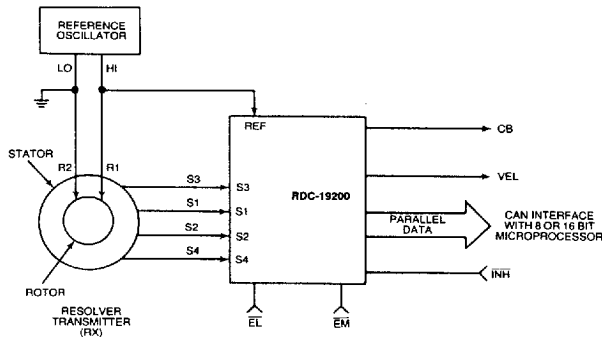 REFERENCE
OSCILLATOR
LO
HI
REF
CB
STATOR
R2
R1
S3
S3
RDC-19200
VEL
S1
S1
S2
S2
PARALLEL
DATA
CAN INTERFACE
WITH 8 OR 16 BIT
MICROPROCESSOR
S4
S4
INH
ROTOR
RESOLVER
TRANSMITTER
(RX)
EL
EM